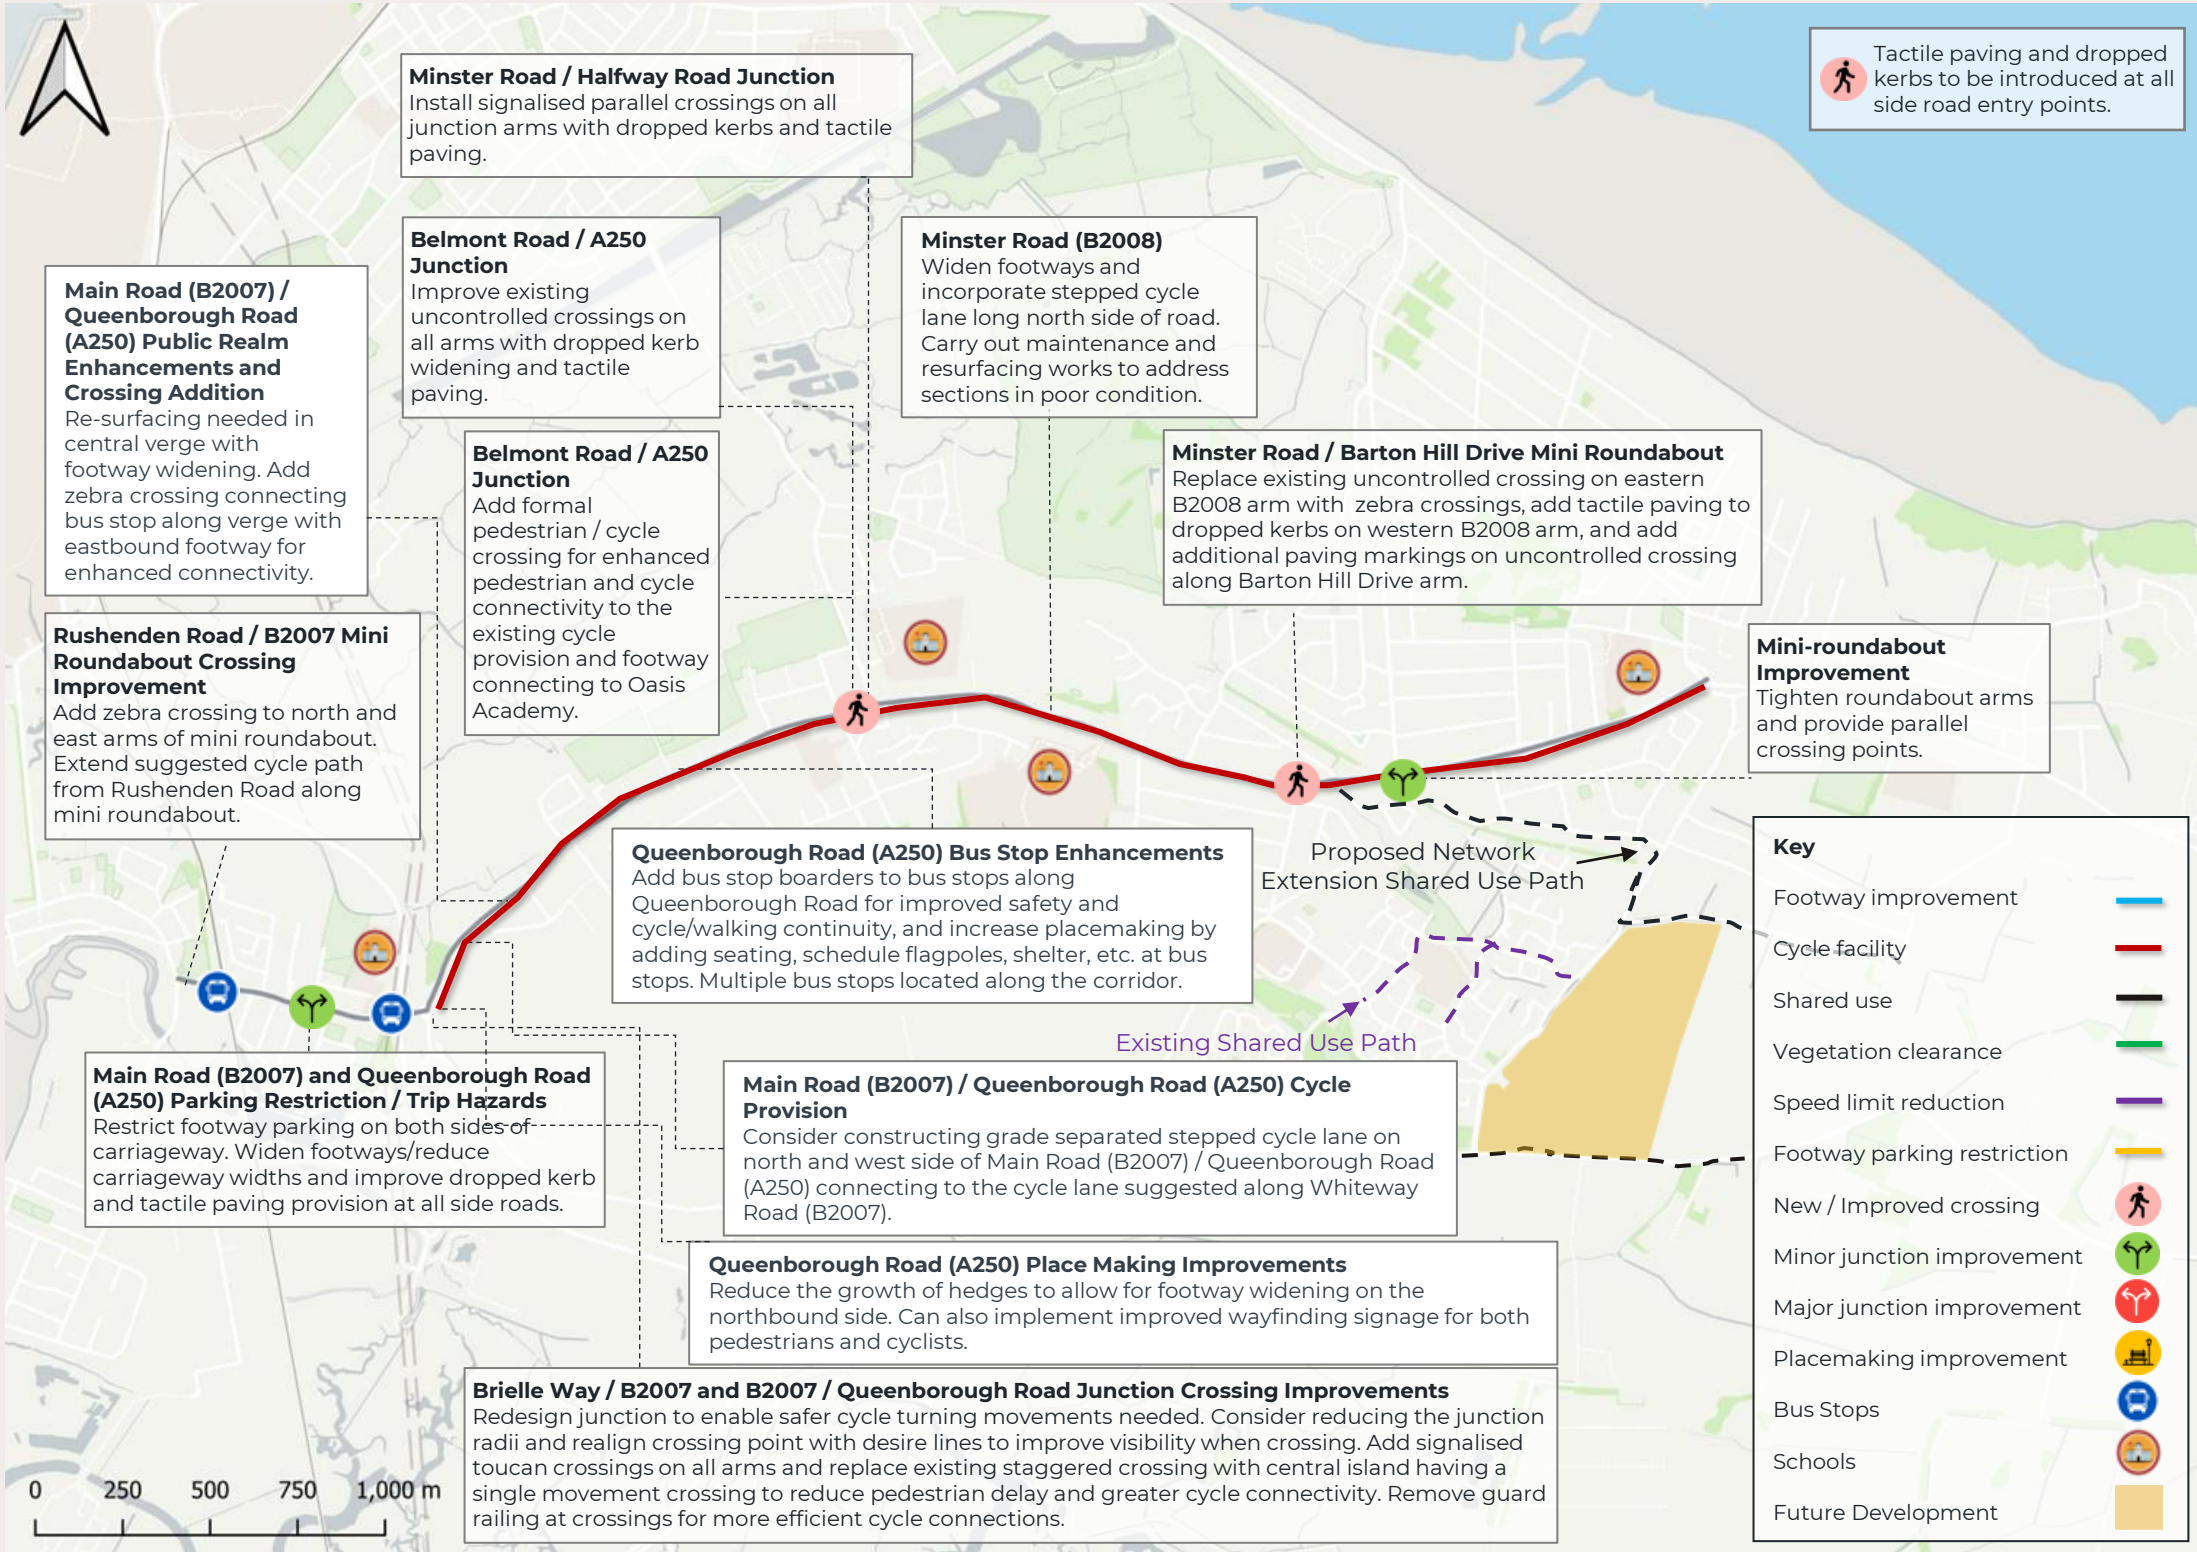 Tactile paving and dropped
kerbs to be introduced at all
side road entry points.
Minster Road / Halfway Road Junction
Install signalised parallel crossings on all
junction arms with dropped kerbs and tactile
paving.
Belmont Road / A250
Junction
Improve existing
uncontrolled crossings on
all arms with dropped kerb
widening and tactile
paving.
Minster Road (B2008)
Widen footways and
incorporate stepped cycle
lane long north side of road.
Carry out maintenance and
resurfacing works to address
sections in poor condition.
Main Road (B2007) /
Queenborough Road
(A250) Public Realm
Enhancements and
Crossing Addition
Re-surfacing needed in
central verge with
footway widening. Add
zebra crossing connecting
bus stop along verge with
eastbound footway for
enhanced connectivity.
Belmont Road / A250
Junction
Add formal
pedestrian / cycle
crossing for enhanced
pedestrian and cycle
connectivity to the
existing cycle
provision and footway
connecting to Oasis
Academy.
Minster Road / Barton Hill Drive Mini Roundabout
Replace existing uncontrolled crossing on eastern
B2008 arm with  zebra crossings, add tactile paving to
dropped kerbs on western B2008 arm, and add
additional paving markings on uncontrolled crossing
along Barton Hill Drive arm.
Rushenden Road / B2007 Mini
Roundabout Crossing
Improvement
Add zebra crossing to north and
east arms of mini roundabout.
Extend suggested cycle path
from Rushenden Road along
mini roundabout.
Mini-roundabout
Improvement
Tighten roundabout arms
and provide parallel
crossing points.
Queenborough Road (A250) Bus Stop Enhancements
Add bus stop boarders to bus stops along
Queenborough Road for improved safety and
cycle/walking continuity, and increase placemaking by
adding seating, schedule flagpoles, shelter, etc. at bus
stops. Multiple bus stops located along the corridor.
Proposed Network
Extension Shared Use Path
Existing Shared Use Path
Main Road (B2007) and Queenborough Road
(A250) Parking Restriction / Trip Hazards
Restrict footway parking on both sides of
carriageway. Widen footways/reduce
carriageway widths and improve dropped kerb
and tactile paving provision at all side roads.
Main Road (B2007) / Queenborough Road (A250) Cycle
Provision
Consider constructing grade separated stepped cycle lane on
north and west side of Main Road (B2007) / Queenborough Road
(A250) connecting to the cycle lane suggested along Whiteway
Road (B2007).
Queenborough Road (A250) Place Making Improvements
Reduce the growth of hedges to allow for footway widening on the
northbound side. Can also implement improved wayfinding signage for both
pedestrians and cyclists.
Brielle Way / B2007 and B2007 / Queenborough Road Junction Crossing Improvements
Redesign junction to enable safer cycle turning movements needed. Consider reducing the junction
radii and realign crossing point with desire lines to improve visibility when crossing. Add signalised
toucan crossings on all arms and replace existing staggered crossing with central island having a
single movement crossing to reduce pedestrian delay and greater cycle connectivity. Remove guard
railing at crossings for more efficient cycle connections.
0 250 500 750 1,000 m
Key
Footway improvement
Cycle facility
Shared use
Vegetation clearance
Speed limit reduction
Footway parking restriction
New / Improved crossing
Minor junction improvement
Major junction improvement
Placemaking improvement
Bus Stops
Schools
Future Development